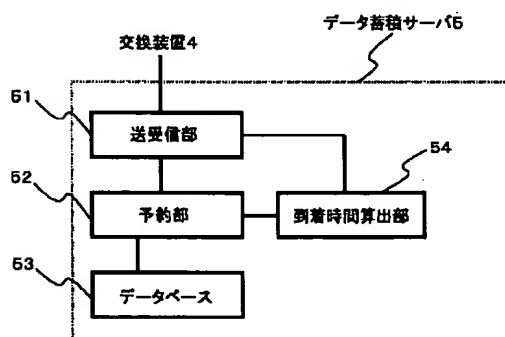 データ蓄積サーバ5
交換装置4
51
送受信部
54
52
予約部
到着時間算出部
53
データベース